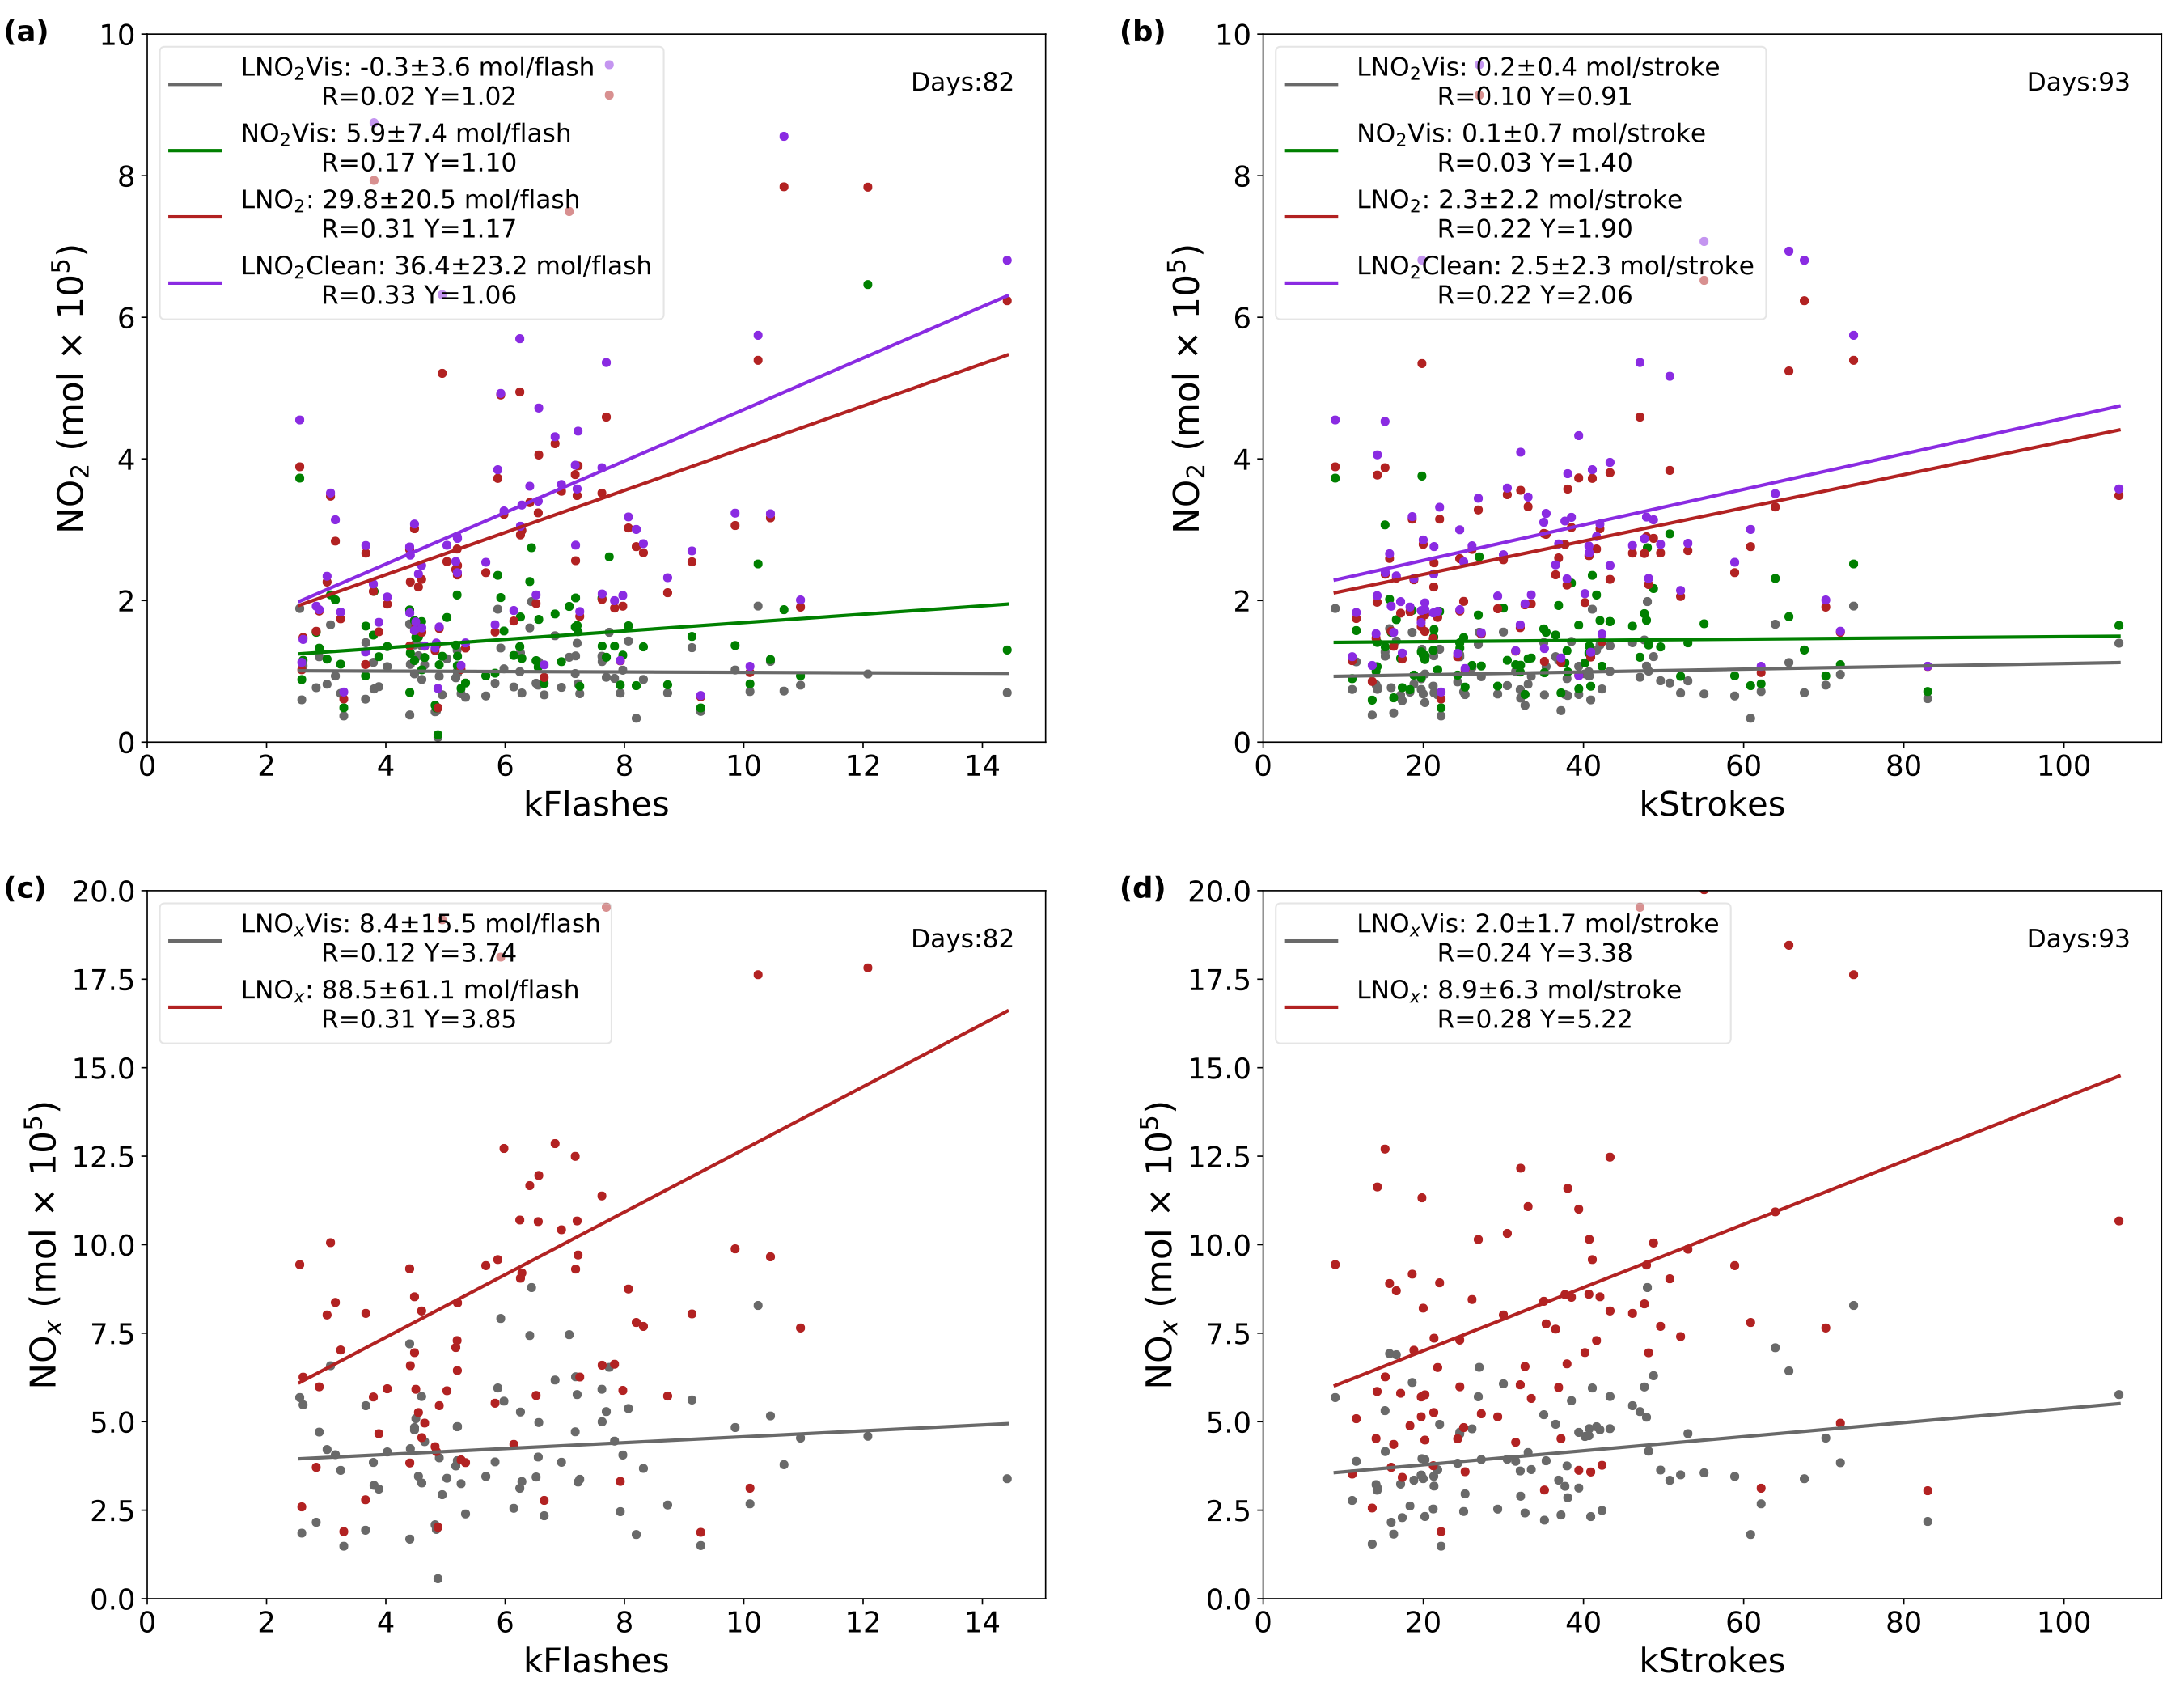 (a)
10
8
6
4
2
0
NO₂ (mol × 10⁵)
LNO₂Vis: -0.3±3.6 mol/flash
R=0.02 Y=1.02
NO₂Vis: 5.9±7.4 mol/flash
R=0.17 Y=1.10
LNO₂: 29.8±20.5 mol/flash
R=0.31 Y=1.17
LNO₂Clean: 36.4±23.2 mol/flash
R=0.33 Y=1.06
Days:82
0 2 4 6 8 10 12 14
kFlashes
(b)
10
8
6
4
2
0
NO₂ (mol × 10⁵)
LNO₂Vis: 0.2±0.4 mol/stroke
R=0.10 Y=0.91
NO₂Vis: 0.1±0.7 mol/stroke
R=0.03 Y=1.40
LNO₂: 2.3±2.2 mol/stroke
R=0.22 Y=1.90
LNO₂Clean: 2.5±2.3 mol/stroke
R=0.22 Y=2.06
Days:93
0 20 40 60 80 100
kStrokes
(c)
20.0
17.5
15.0
12.5
10.0
7.5
5.0
2.5
0.0
NOₓ (mol × 10⁵)
LNOₓVis: 8.4±15.5 mol/flash
R=0.12 Y=3.74
LNOₓ: 88.5±61.1 mol/flash
R=0.31 Y=3.85
Days:82
0 2 4 6 8 10 12 14
kFlashes
(d)
20.0
17.5
15.0
12.5
10.0
7.5
5.0
2.5
0.0
NOₓ (mol × 10⁵)
LNOₓVis: 2.0±1.7 mol/stroke
R=0.24 Y=3.38
LNOₓ: 8.9±6.3 mol/stroke
R=0.28 Y=5.22
Days:93
0 20 40 60 80 100
kStrokes